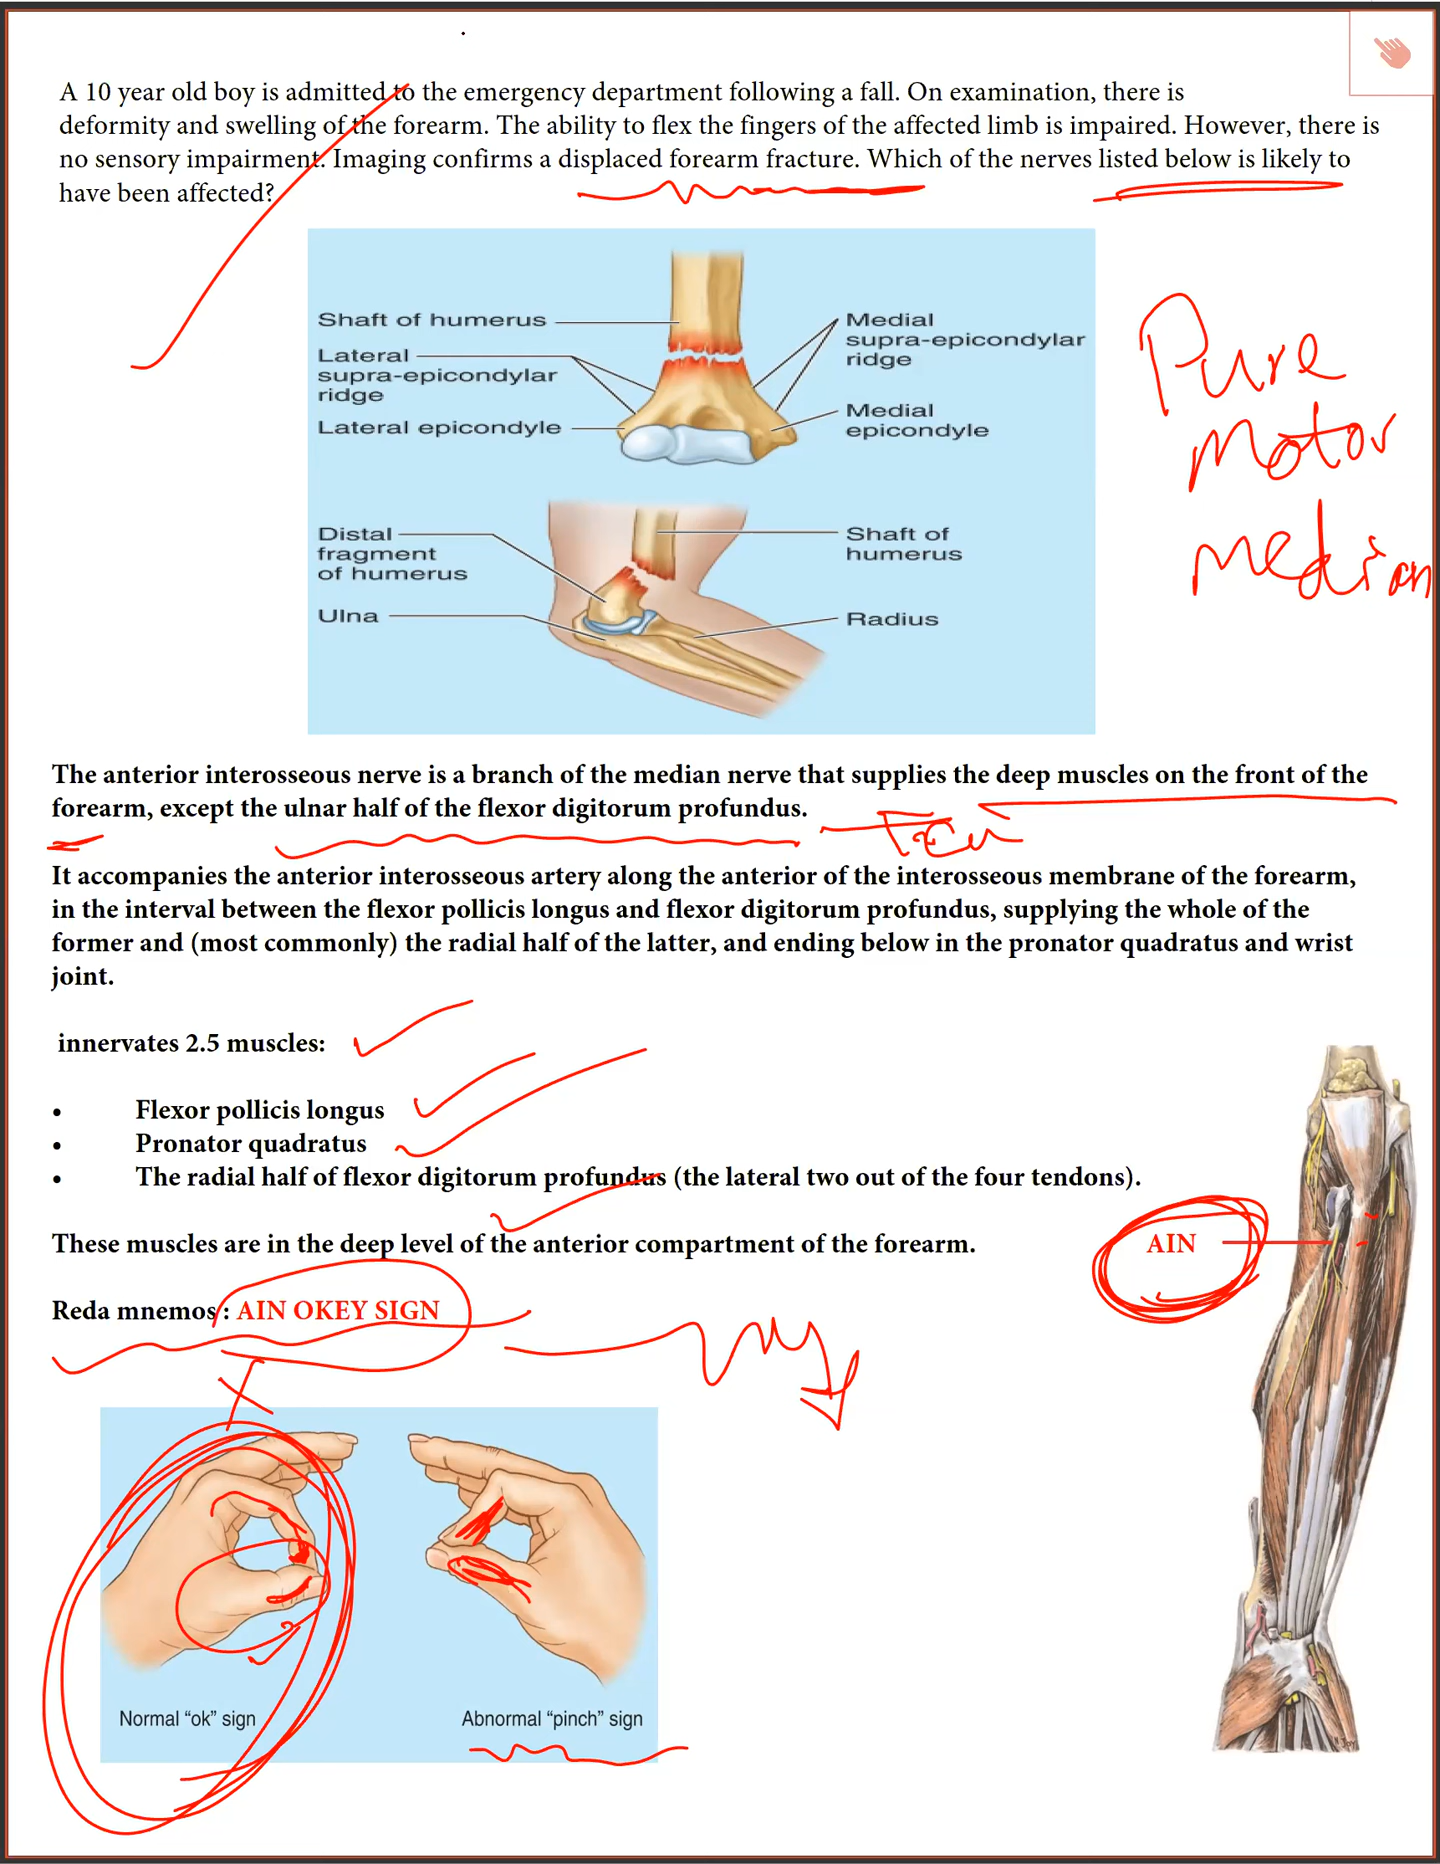 A 10 year old boy is admitted to the emergency department following a fall. On examination, there is
deformity and swelling of the forearm. The ability to flex the fingers of the affected limb is impaired. However, there is
no sensory impairment. Imaging confirms a displaced forearm fracture. Which of the nerves listed below is likely to
have been affected?
Shaft of humerus
Lateral
supra-epicondylar
ridge
Lateral epicondyle
Medial
supra-epicondylar
ridge
Medial
epicondyle
Pure
Motor
Median
Distal
fragment
of humerus
Ulna
Shaft of
humerus
Radius
The anterior interosseous nerve is a branch of the median nerve that supplies the deep muscles on the front of the
forearm, except the ulnar half of the flexor digitorum profundus.
It accompanies the anterior interosseous artery along the anterior of the interosseous membrane of the forearm,
in the interval between the flexor pollicis longus and flexor digitorum profundus, supplying the whole of the
former and (most commonly) the radial half of the latter, and ending below in the pronator quadratus and wrist
joint.
innervates 2.5 muscles:
• Flexor pollicis longus
• Pronator quadratus
• The radial half of flexor digitorum profundus (the lateral two out of the four tendons).
These muscles are in the deep level of the anterior compartment of the forearm.
AIN
Reda mnemos : AIN OKEY SIGN
Normal “ok” sign
Abnormal “pinch” sign